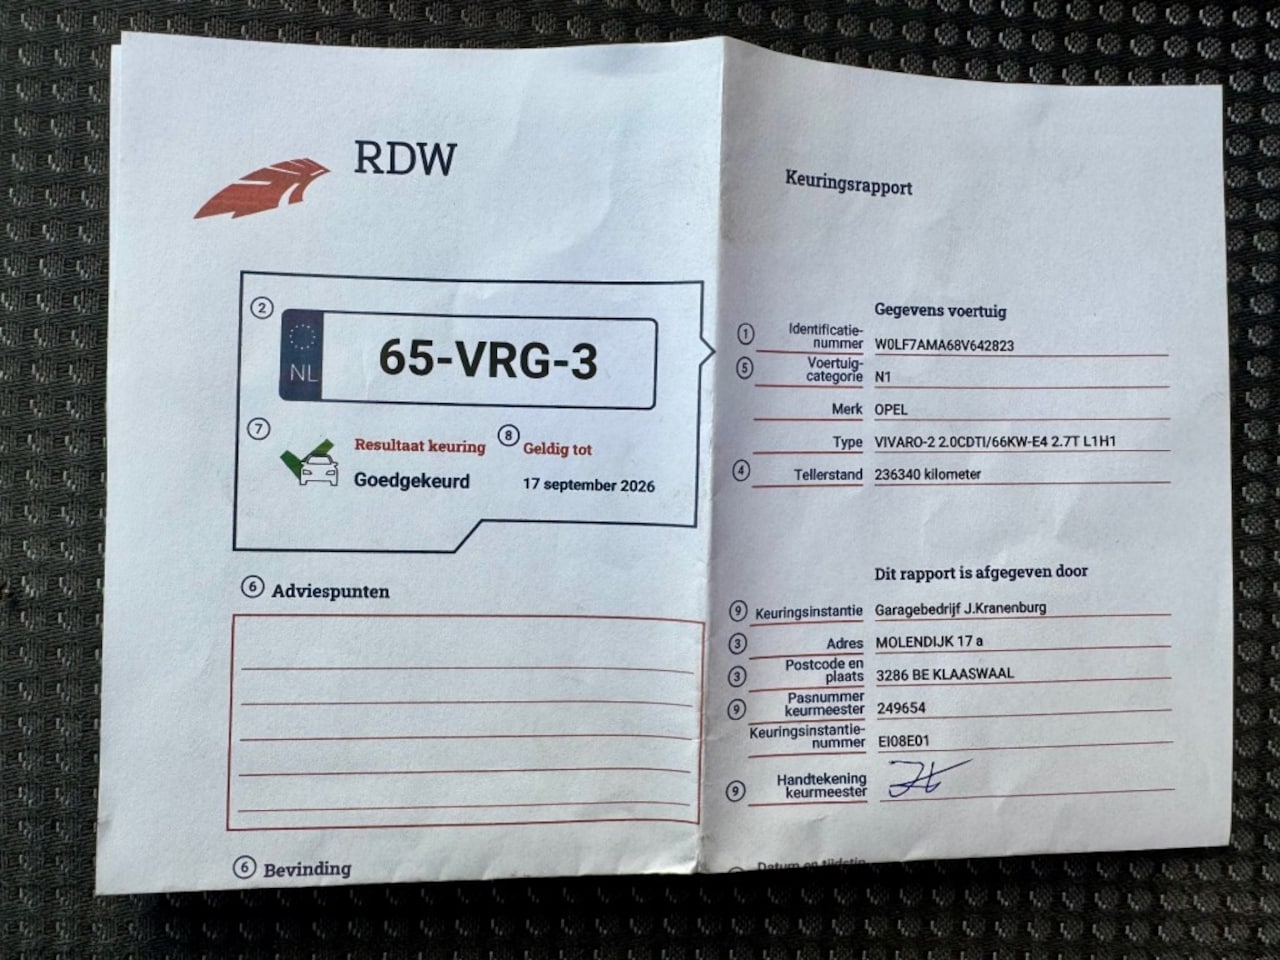 RDW
Keuringsrapport
2
NL
65-VRG-3
7
Resultaat keuring
Goedgekeurd
8
Geldig tot
17 september 2026
6 Adviespunten
6 Bevinding
Gegevens voertuig
1 Identificatie-
nummer W0LF7AMA68V642823
5 Voertuig-
categorie N1
Merk OPEL
Type VIVARO-2 2.0CDTI/66KW-E4 2.7T L1H1
4 Tellerstand 236340 kilometer
Dit rapport is afgegeven door
9 Keuringsinstantie Garagebedrijf J.Kranenburg
3 Adres MOLENDIJK 17 a
3 Postcode en
plaats 3286 BE KLAASWAAL
9 Pasnummer
keurmeester 249654
Keuringsinstantie-
nummer EI08E01
9 Handtekening
keurmeester
Datum en tijdstip